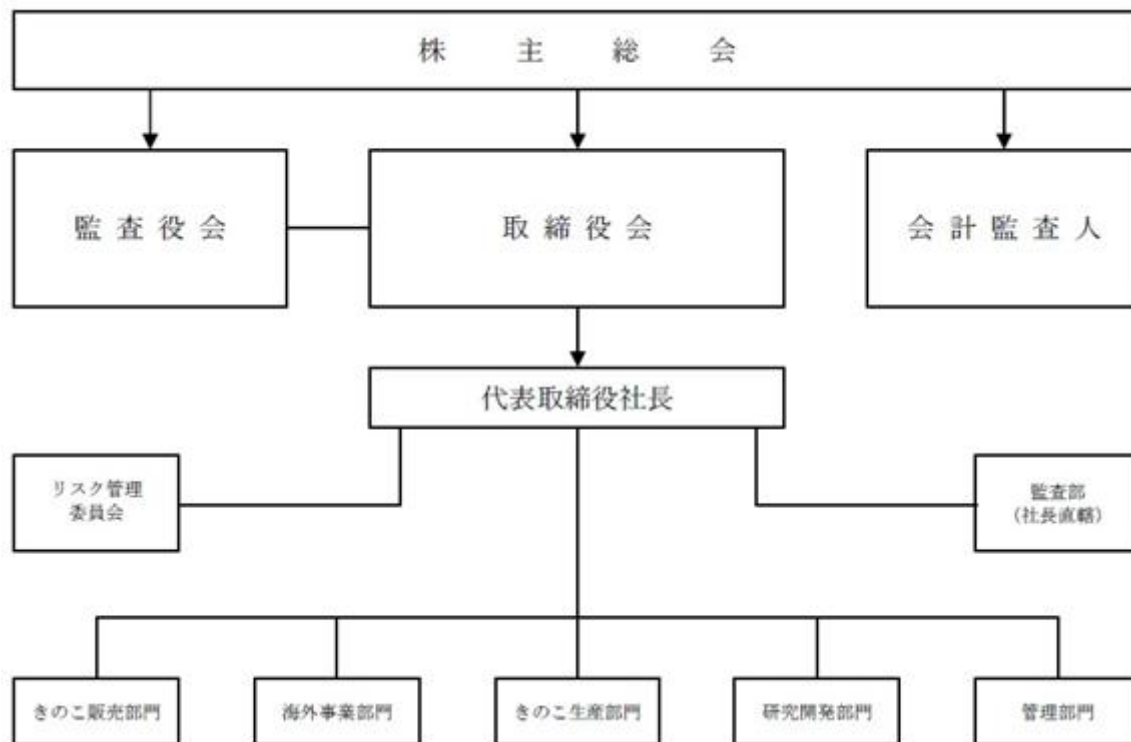 株主総会
監査役会
取締役会
会計監査人
代表取締役社長
リスク管理
委員会
監査部
（社長直轄）
きのこ販売部門
海外事業部門
きのこ生産部門
研究開発部門
管理部門